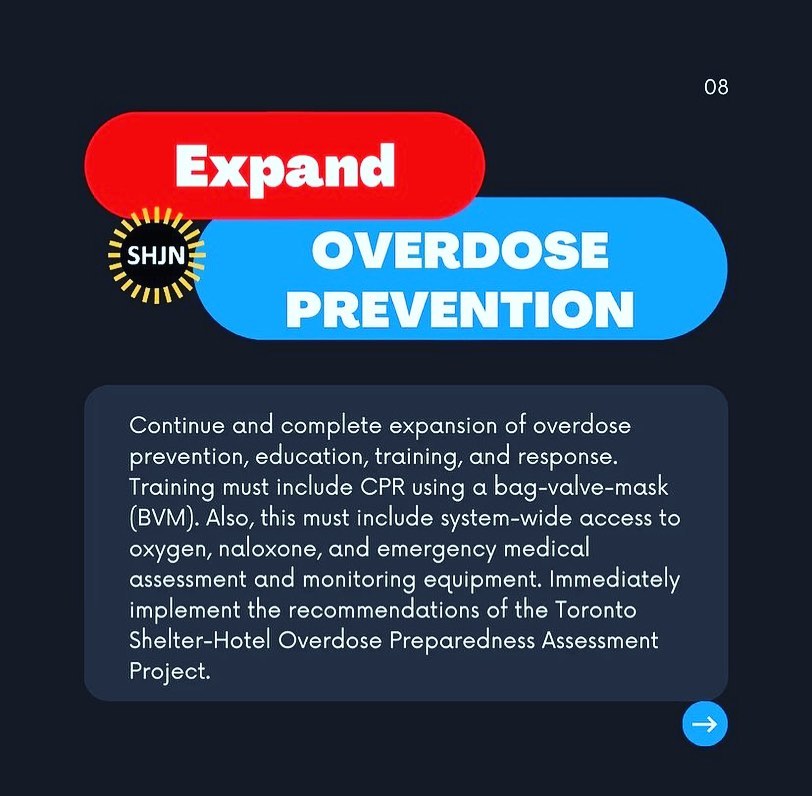 08
Expand
SHJN
OVERDOSE
PREVENTION
Continue and complete expansion of overdose
prevention, education, training, and response.
Training must include CPR using a bag-valve-mask
(BVM). Also, this must include system-wide access to
oxygen, naloxone, and emergency medical
assessment and monitoring equipment. Immediately
implement the recommendations of the Toronto
Shelter-Hotel Overdose Preparedness Assessment
Project.